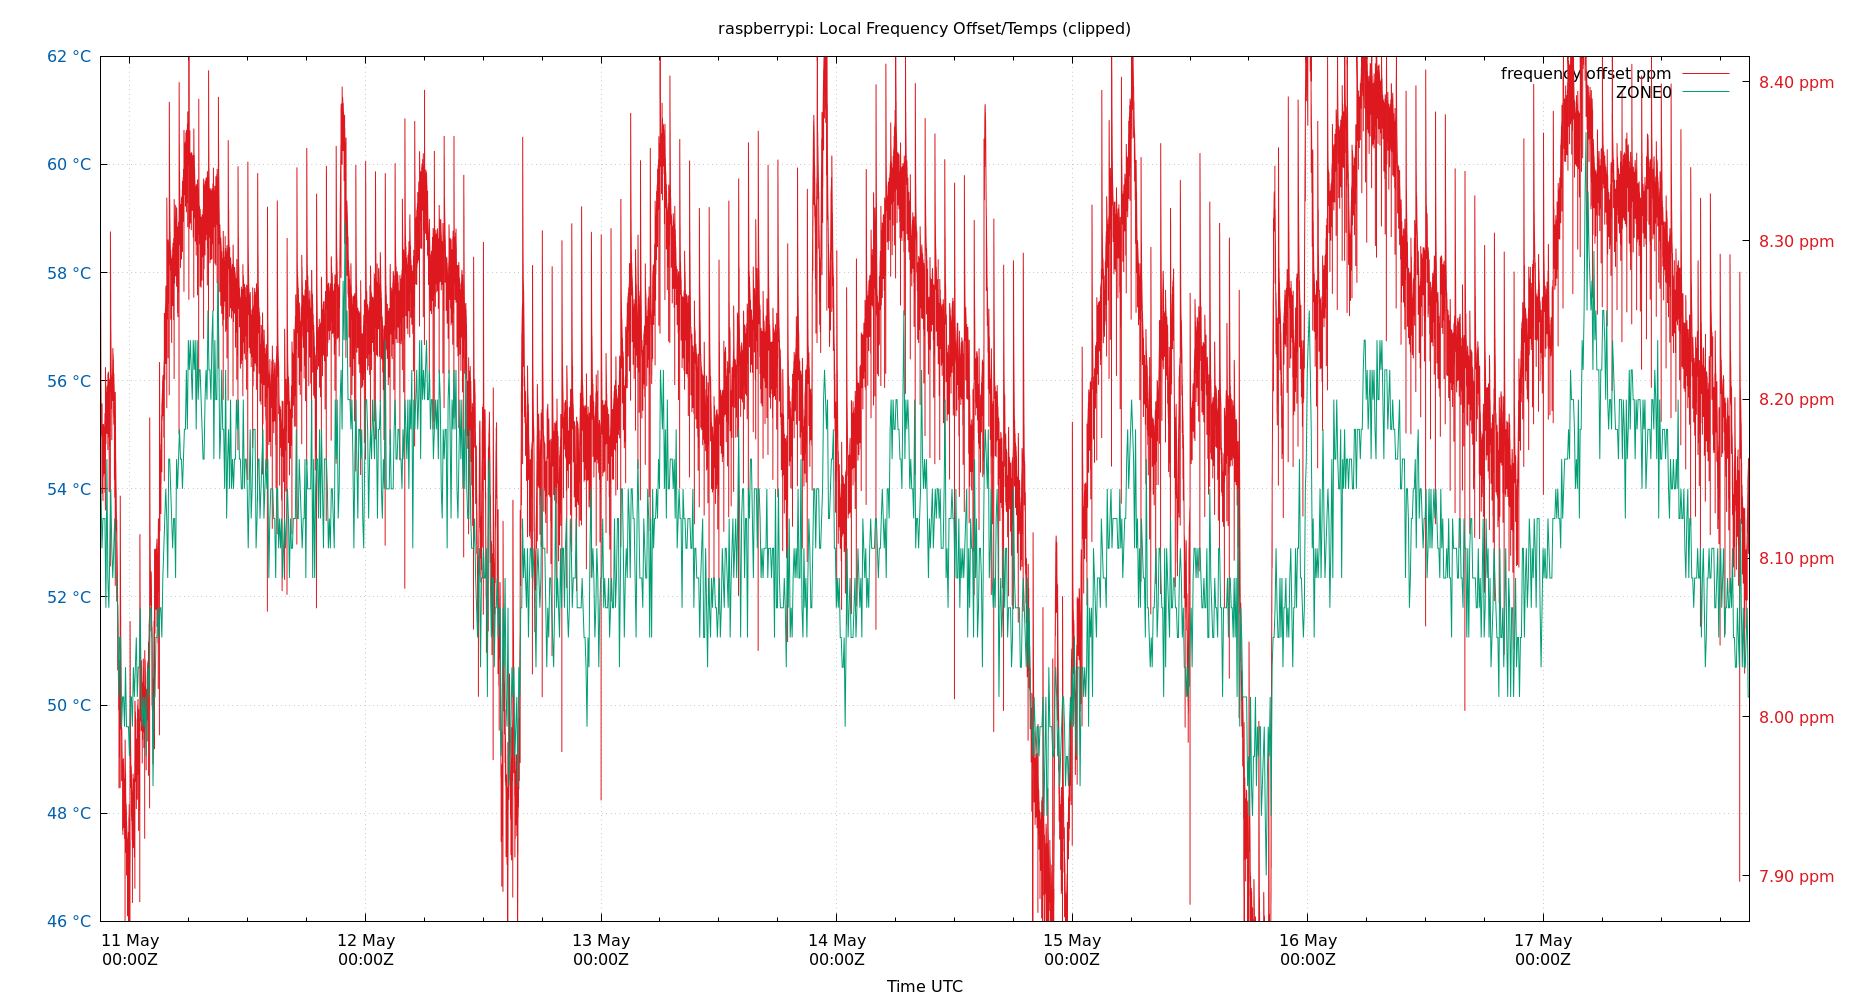 raspberrypi: Local Frequency Offset/Temps (clipped)
62 °C
60 °C
58 °C
56 °C
54 °C
52 °C
50 °C
48 °C
46 °C
frequency offset ppm
ZONE0
8.40 ppm
8.30 ppm
8.20 ppm
8.10 ppm
8.00 ppm
7.90 ppm
11 May 12 May 13 May 14 May 15 May 16 May 17 May
00:00Z 00:00Z 00:00Z 00:00Z 00:00Z 00:00Z 00:00Z
Time UTC